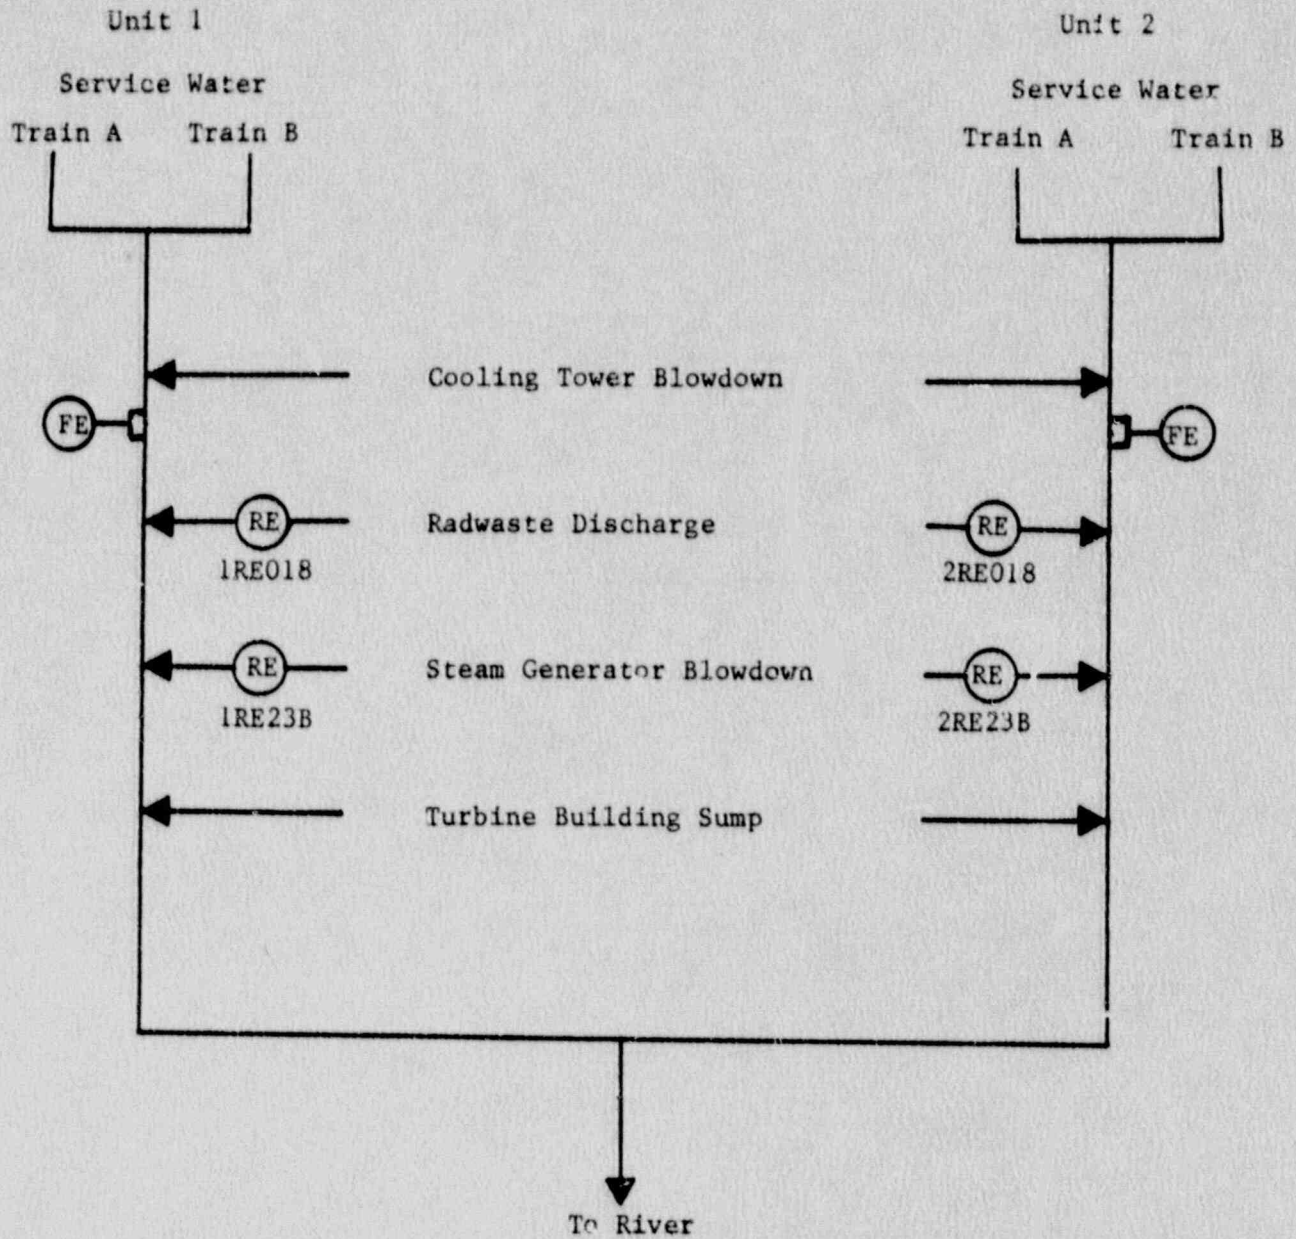 Unit 1
Unit 2
Service Water
Service Water
Train A Train B
Train A Train B
Cooling Tower Blowdown
FE
FE
RE
Radwaste Discharge
RE
1RE018
2RE018
RE
Steam Generator Blowdown
RE
1RE23B
2RE23B
Turbine Building Sump
To River